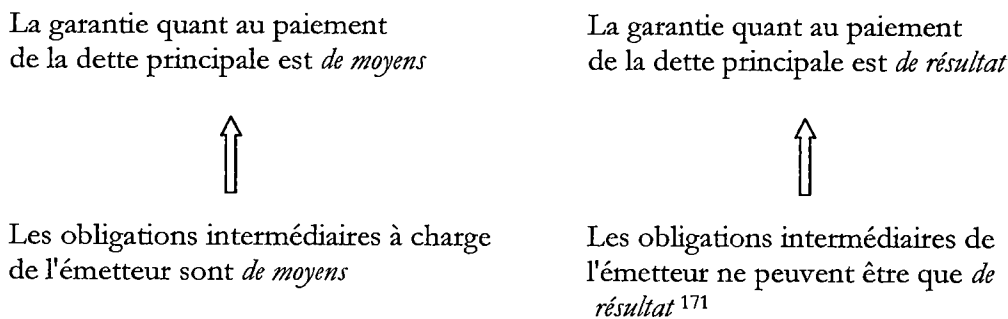 La garantie quant au paiement
de la dette principale est de moyens
La garantie quant au paiement
de la dette principale est de résultat
Les obligations intermédiaires à charge
de l'émetteur sont de moyens
Les obligations intermédiaires de
l'émetteur ne peuvent être que de
résultat 171